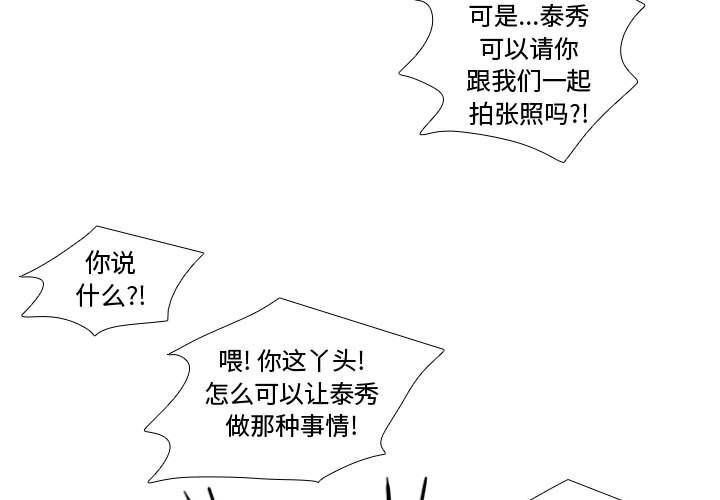 可是...泰秀
可以请你
跟我们一起
拍张照吗?!
你说
什么?!
喂! 你这丫头!
怎么可以让泰秀
做那种事情!